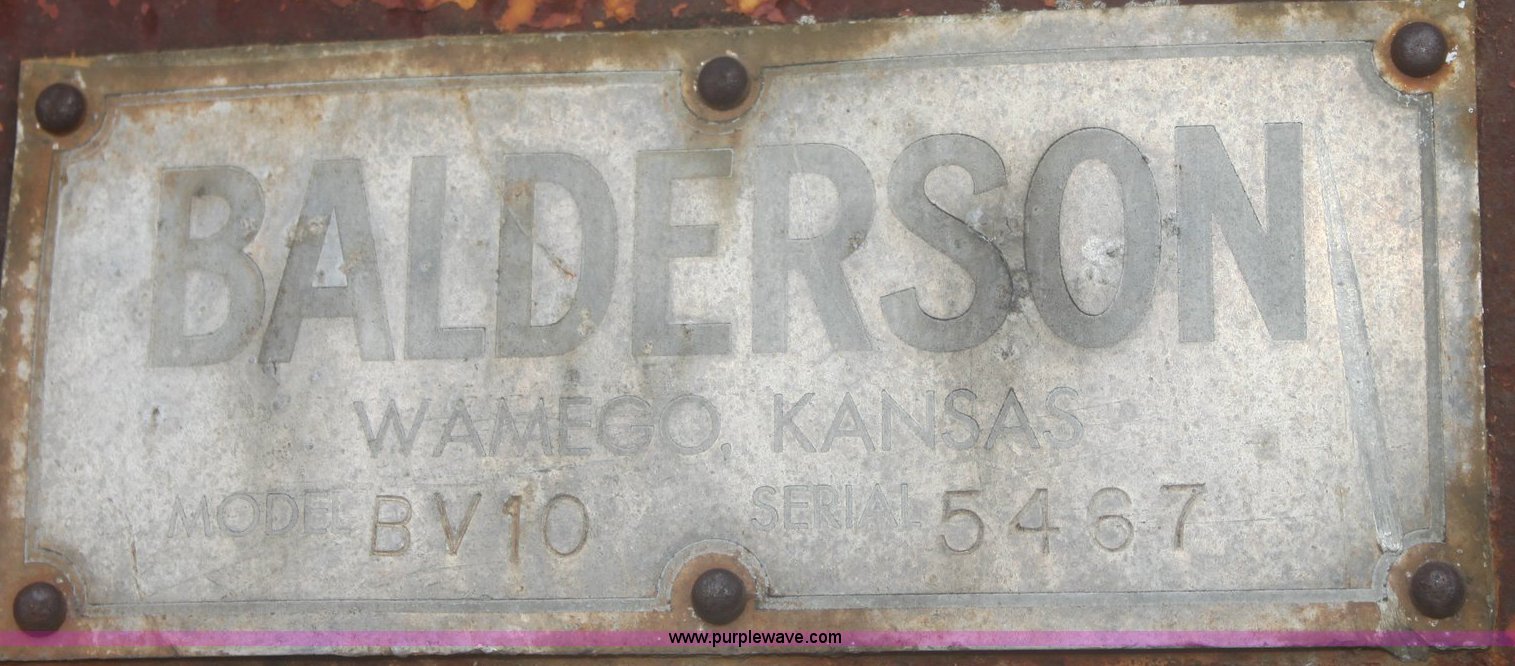 BALDERSON
WAMEGO, KANSAS
MODEL BV10 SERIAL 5467
www.purplewave.com